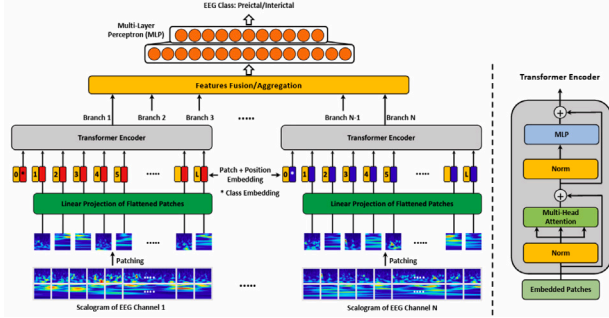 EEG Class: Preictal/Interictal
Multi-Layer
Perceptron (MLP)
Features Fusion/Aggregation
Branch 1
Branch 2
Branch 3
.....
Branch N-1
Branch N
Transformer Encoder
Transformer Encoder
0 * 1 2 3 4 5 ...... L
Patch + Position
Embedding
* Class Embedding
0 * 1 2 3 4 5 ...... L
Linear Projection of Flattened Patches
Linear Projection of Flattened Patches
Patching
Patching
Scalogram of EEG Channel 1
.....
Scalogram of EEG Channel N
Transformer Encoder
+
MLP
Norm
+
Multi-Head
Attention
Norm
Embedded Patches